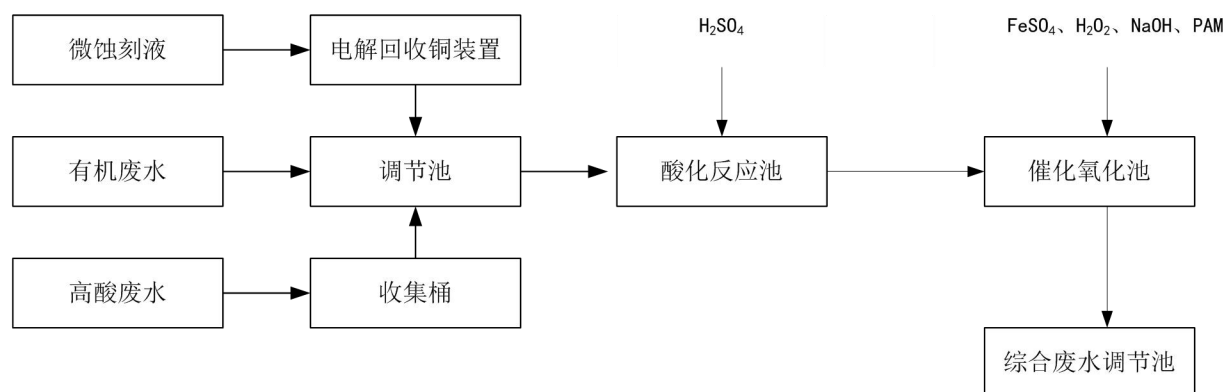 H₂SO₄
FeSO₄、H₂O₂、NaOH、PAM
微蚀刻液
电解回收铜装置
有机废水
调节池
酸化反应池
催化氧化池
高酸废水
收集桶
综合废水调节池